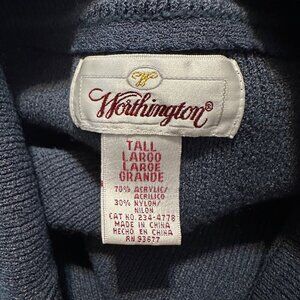 W
Worthington®
TALL
LARGO
LARGE
GRANDE
70% ACRYLIC/
ACRILICO
30% NYLON/
NILON
CAT NO. 234-4778
MADE IN CHINA
HECHO EN CHINA
RN 93677